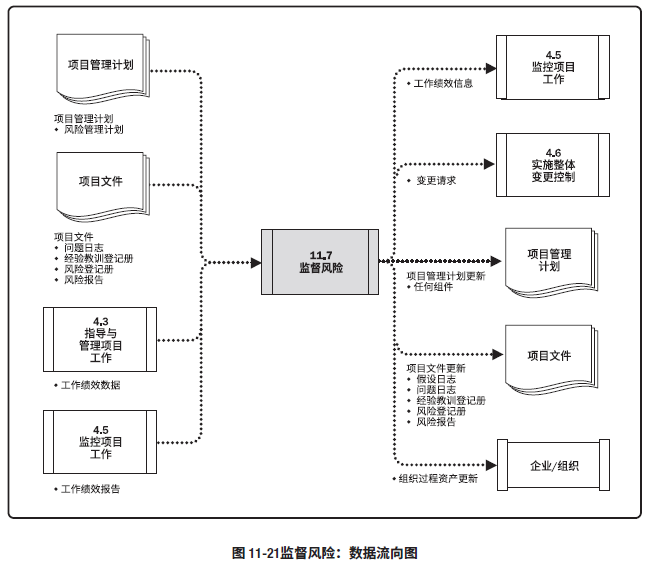 项目管理计划
项目管理计划
• 风险管理计划
项目文件
项目文件
• 问题日志
• 经验教训登记册
• 风险登记册
• 风险报告
4.3
指导与
管理项目
工作
• 工作绩效数据
4.5
监控项目
工作
• 工作绩效报告
11.7
监督风险
4.5
监控项目
工作
• 工作绩效信息
4.6
实施整体
变更控制
• 变更请求
项目管理
计划
项目管理计划更新
• 任何组件
项目文件
项目文件更新
• 假设日志
• 问题日志
• 经验教训登记册
• 风险登记册
• 风险报告
企业/组织
• 组织过程资产更新
图 11-21监督风险：数据流向图